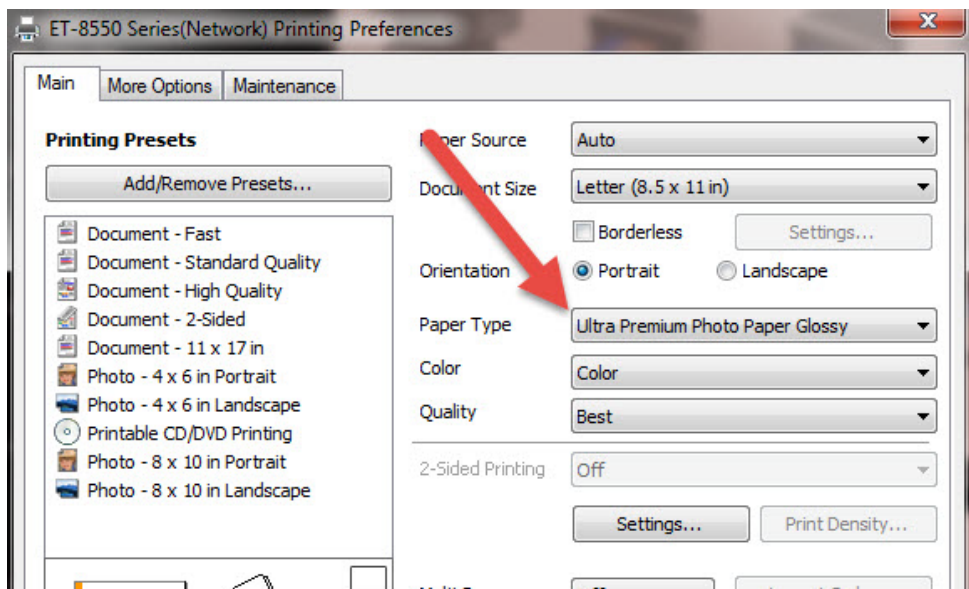 ET-8550 Series(Network) Printing Preferences
X
Main More Options Maintenance
Printing Presets
Add/Remove Presets...
Document - Fast
Document - Standard Quality
Document - High Quality
Document - 2-Sided
Document - 11 x 17 in
Photo - 4 x 6 in Portrait
Photo - 4 x 6 in Landscape
Printable CD/DVD Printing
Photo - 8 x 10 in Portrait
Photo - 8 x 10 in Landscape
Paper Source Auto
Document Size Letter (8.5 x 11 in)
Borderless Settings...
Orientation Portrait Landscape
Paper Type Ultra Premium Photo Paper Glossy
Color Color
Quality Best
2-Sided Printing Off
Settings... Print Density...